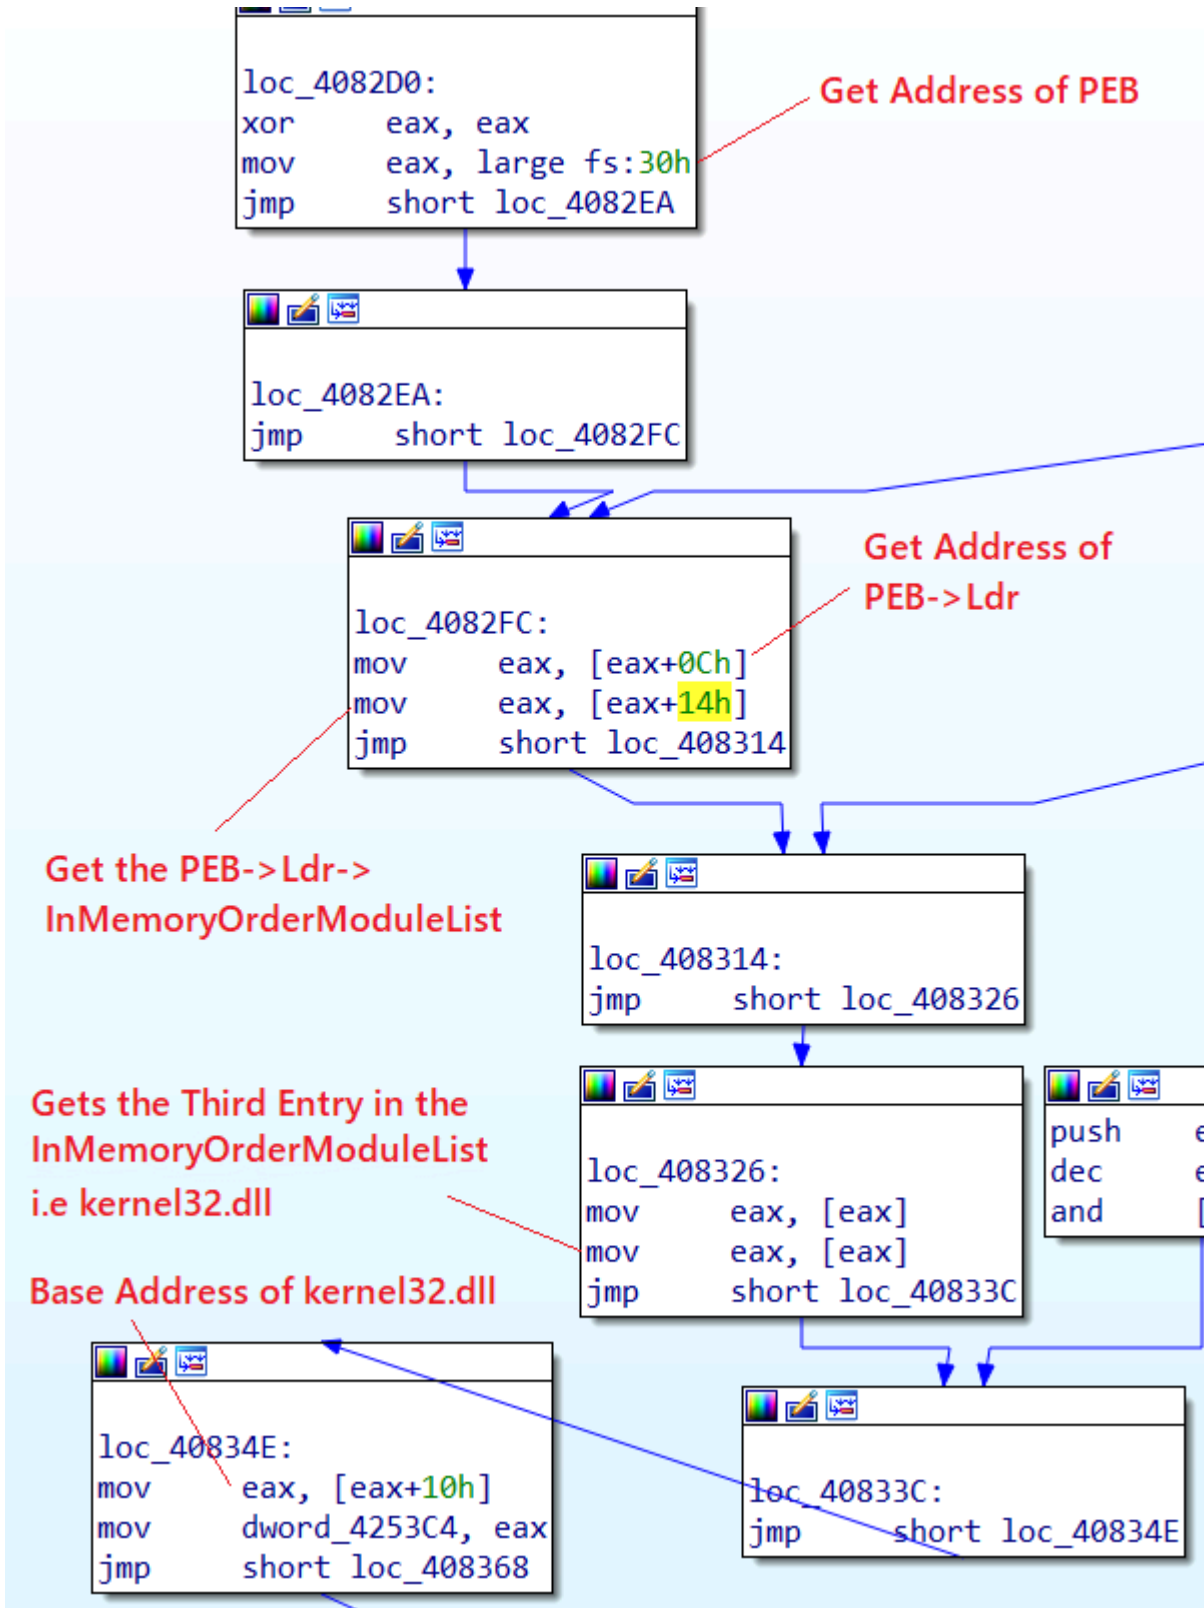 loc_4082D0:
xor eax, eax
mov eax, large fs:30h
jmp short loc_4082EA
Get Address of PEB
loc_4082EA:
jmp short loc_4082FC
loc_4082FC:
mov eax, [eax+0Ch]
mov eax, [eax+14h]
jmp short loc_408314
Get Address of
PEB->Ldr
Get the PEB->Ldr->
InMemoryOrderModuleList
loc_408314:
jmp short loc_408326
Gets the Third Entry in the
InMemoryOrderModuleList
i.e kernel32.dll
loc_408326:
mov eax, [eax]
mov eax, [eax]
jmp short loc_40833C
push
dec
and [
Base Address of kernel32.dll
loc_40834E:
mov eax, [eax+10h]
mov dword_4253C4, eax
jmp short loc_408368
loc_40833C:
jmp short loc_40834E